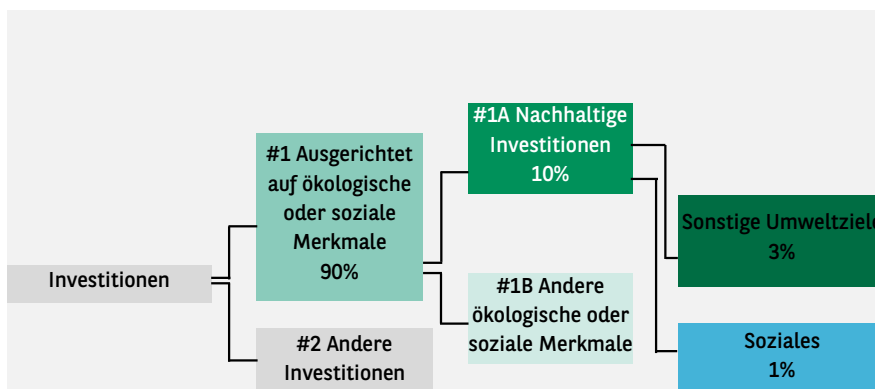 Investitionen
#1 Ausgerichtet
auf ökologische
oder soziale
Merkmale
90%
#2 Andere
Investitionen
#1A Nachhaltige
Investitionen
10%
#1B Andere
ökologische oder
soziale Merkmale
Sonstige Umweltziele
3%
Soziales
1%